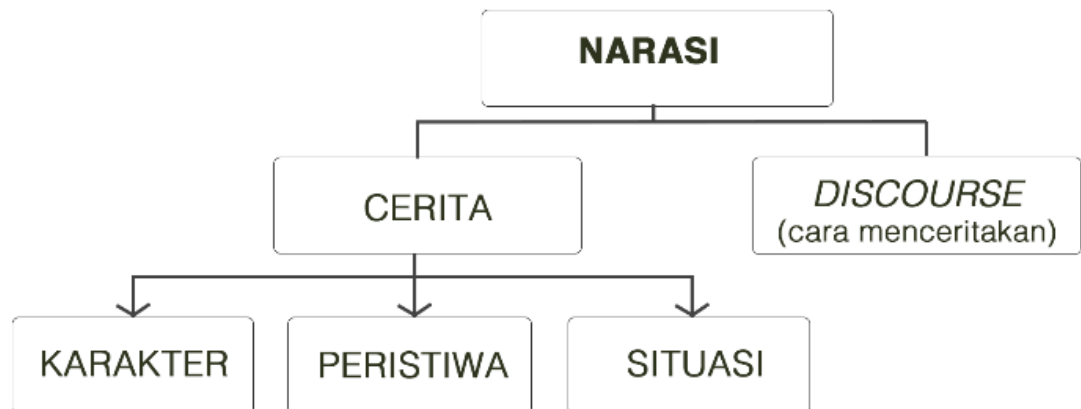 NARASI
CERITA
DISCOURSE
(cara menceritakan)
KARAKTER
PERISTIWA
SITUASI